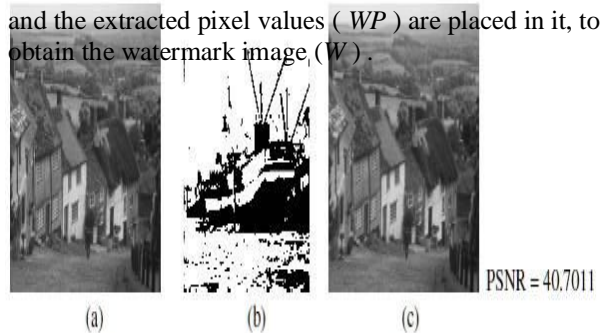 and the extracted pixel values ( WP ) are placed in it, to
obtain the watermark image (W ) .
PSNR = 40.7011
(a) (b) (c)